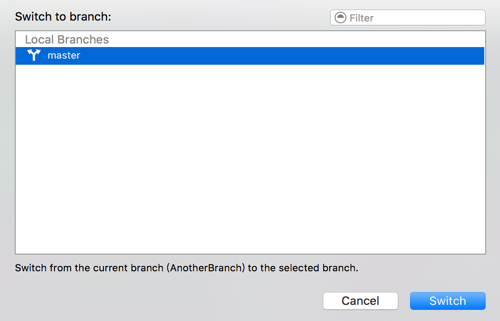 Switch to branch:
Filter
Local Branches
master
Switch from the current branch (AnotherBranch) to the selected branch.
Cancel
Switch